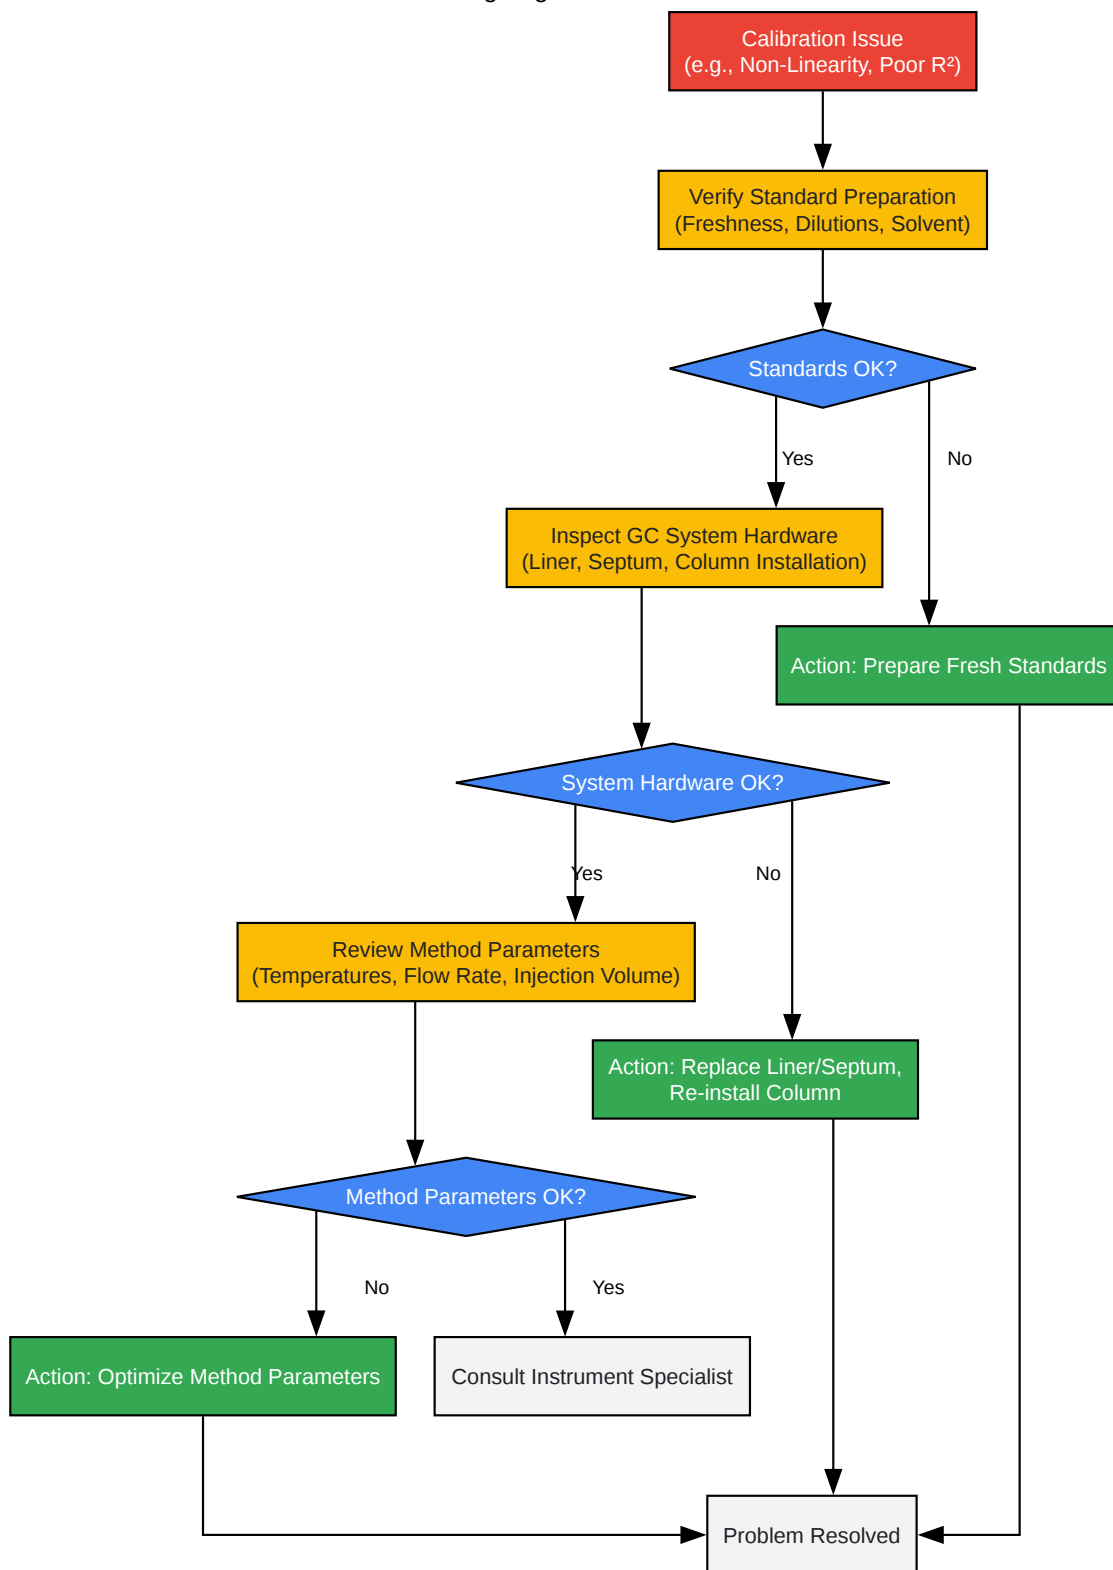 Calibration Issue
(e.g., Non-Linearity, Poor R²)
Verify Standard Preparation
(Freshness, Dilutions, Solvent)
Standards OK?
Yes
No
Inspect GC System Hardware
(Liner, Septum, Column Installation)
Action: Prepare Fresh Standards
System Hardware OK?
Yes
No
Review Method Parameters
(Temperatures, Flow Rate, Injection Volume)
Action: Replace Liner/Septum,
Re-install Column
Method Parameters OK?
No
Yes
Action: Optimize Method Parameters
Consult Instrument Specialist
Problem Resolved